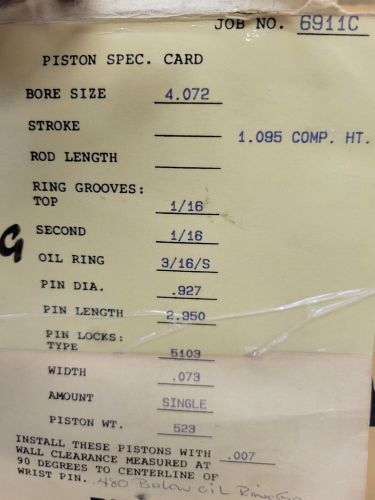 JOB NO. 6911C
PISTON SPEC. CARD
BORE SIZE 4.072
STROKE
1.095 COMP. HT.
ROD LENGTH
RING GROOVES:
TOP 1/16
SECOND 1/16
OIL RING 3/16/S
PIN DIA. .927
PIN LENGTH 2.950
PIN LOCKS:
TYPE 5103
WIDTH .073
AMOUNT SINGLE
PISTON WT. 523
INSTALL THESE PISTONS WITH .007
WALL CLEARANCE MEASURED AT
90 DEGREES TO CENTERLINE OF
WRIST PIN. .480 Below oil Ring